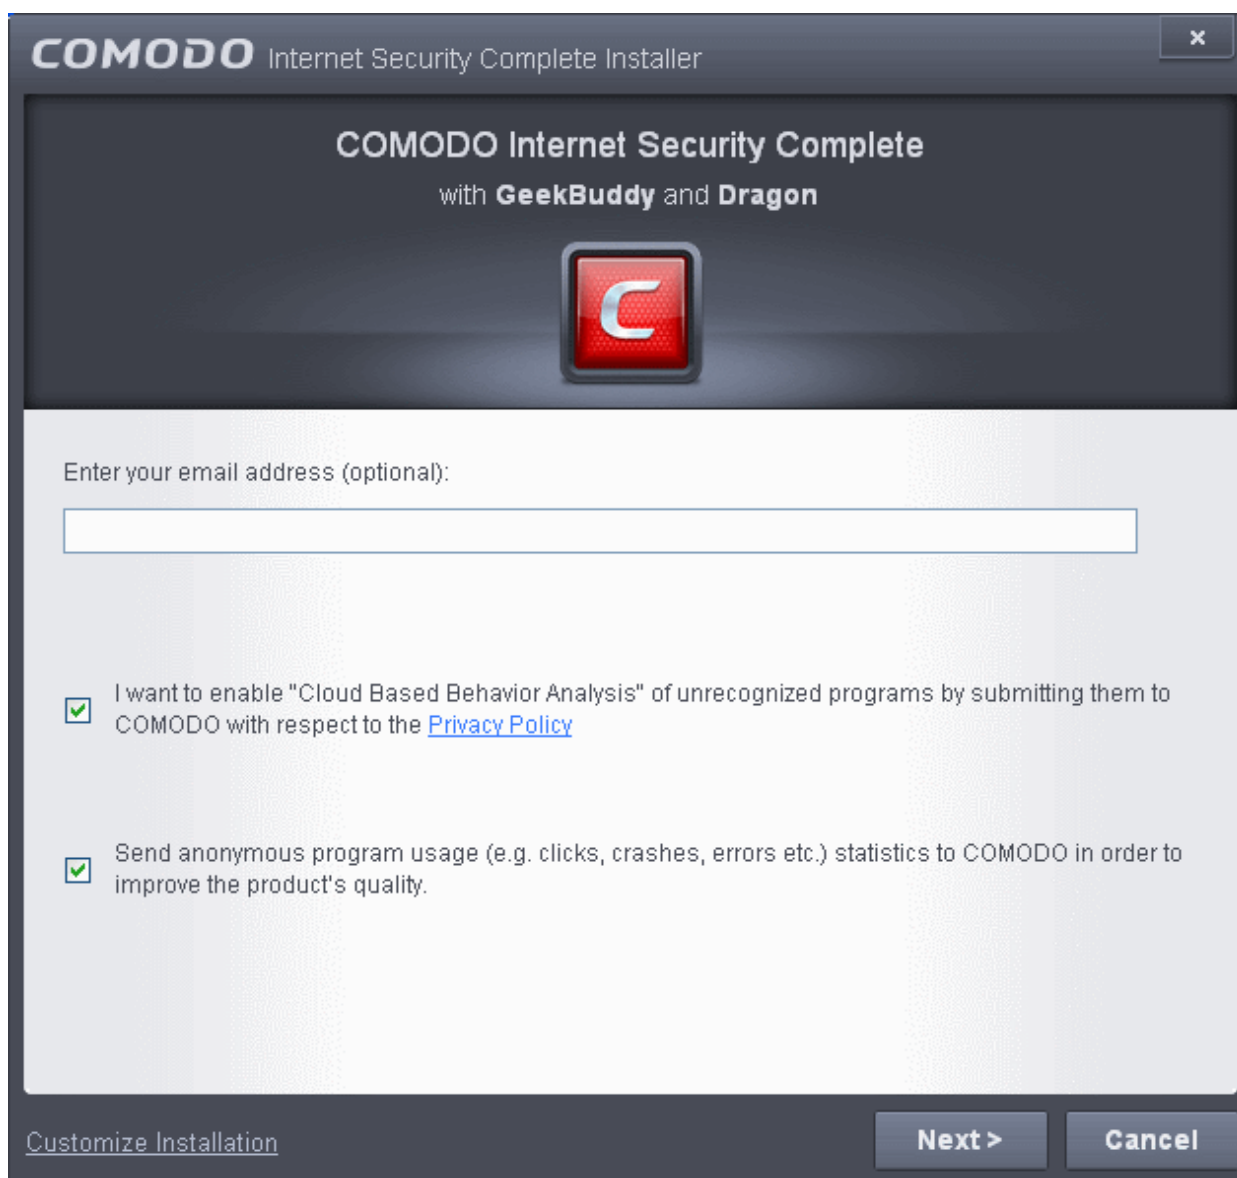 COMODO Internet Security Complete Installer
x
COMODO Internet Security Complete
with GeekBuddy and Dragon
C
Enter your email address (optional):
I want to enable "Cloud Based Behavior Analysis" of unrecognized programs by submitting them to
COMODO with respect to the Privacy Policy
Send anonymous program usage (e.g. clicks, crashes, errors etc.) statistics to COMODO in order to
improve the product's quality.
Customize Installation
Next >
Cancel